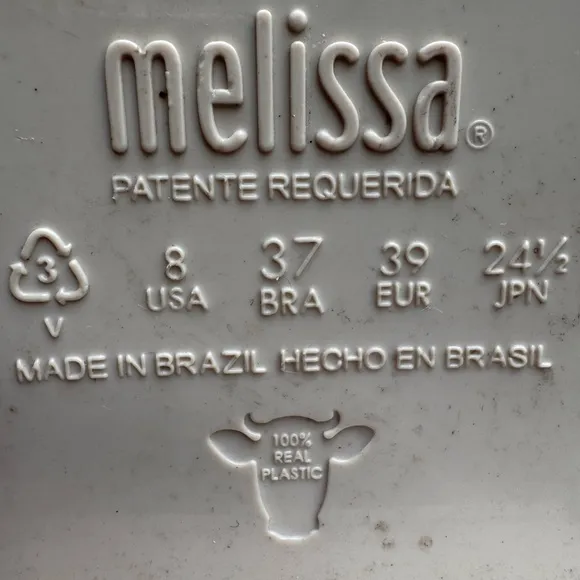 melissa®
PATENTE REQUERIDA
3 8 37 39 24½
V USA BRA EUR JPN
MADE IN BRAZIL HECHO EN BRASIL
100%
REAL
PLASTIC